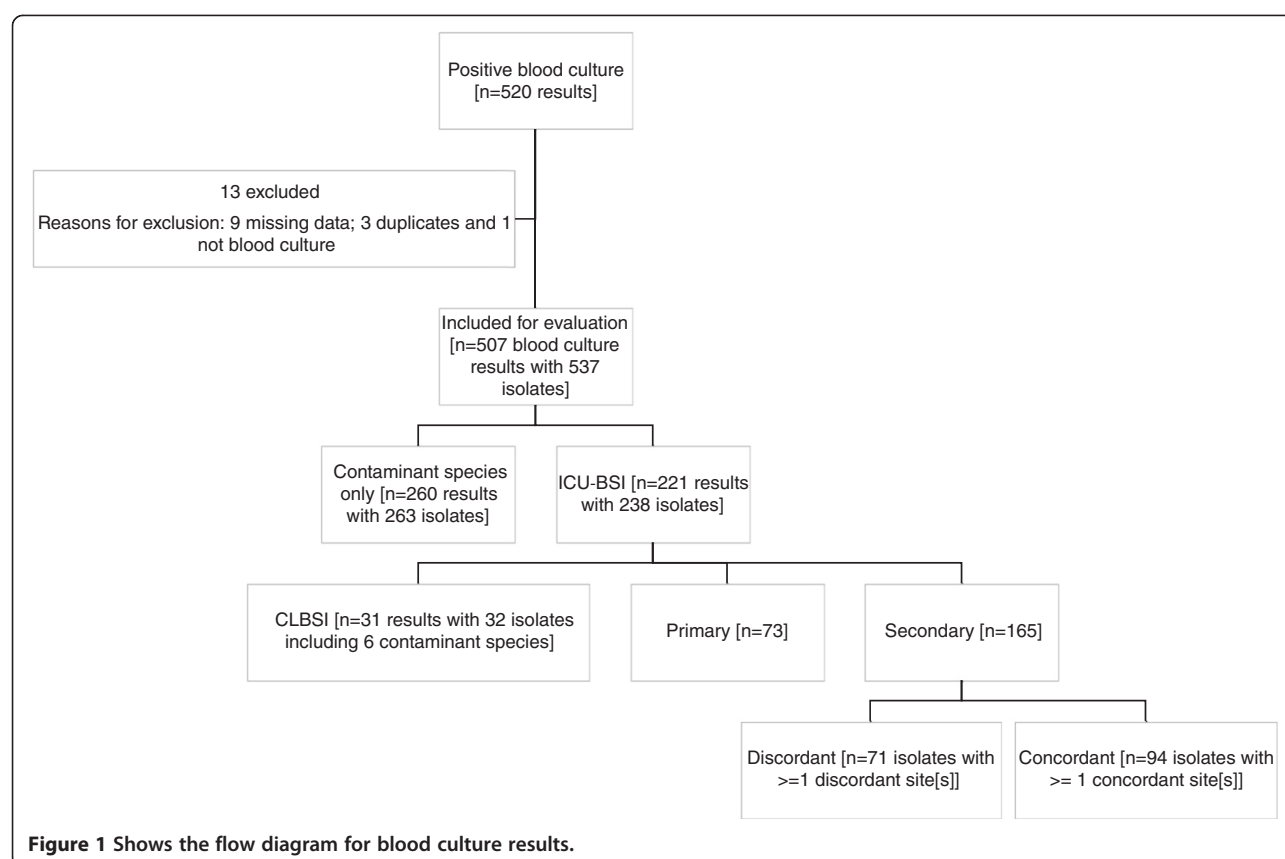 Positive blood culture
[n=520 results]
13 excluded
Reasons for exclusion: 9 missing data; 3 duplicates and 1
not blood culture
Included for evaluation
[n=507 blood culture
results with 537
isolates]
Contaminant species
only [n=260 results
with 263 isolates]
ICU-BSI [n=221 results
with 238 isolates]
CLBSI [n=31 results with 32 isolates
including 6 contaminant species]
Primary [n=73]
Secondary [n=165]
Discordant [n=71 isolates with
>=1 discordant site[s]]
Concordant [n=94 isolates with
>= 1 concordant site[s]]
Figure 1 Shows the flow diagram for blood culture results.